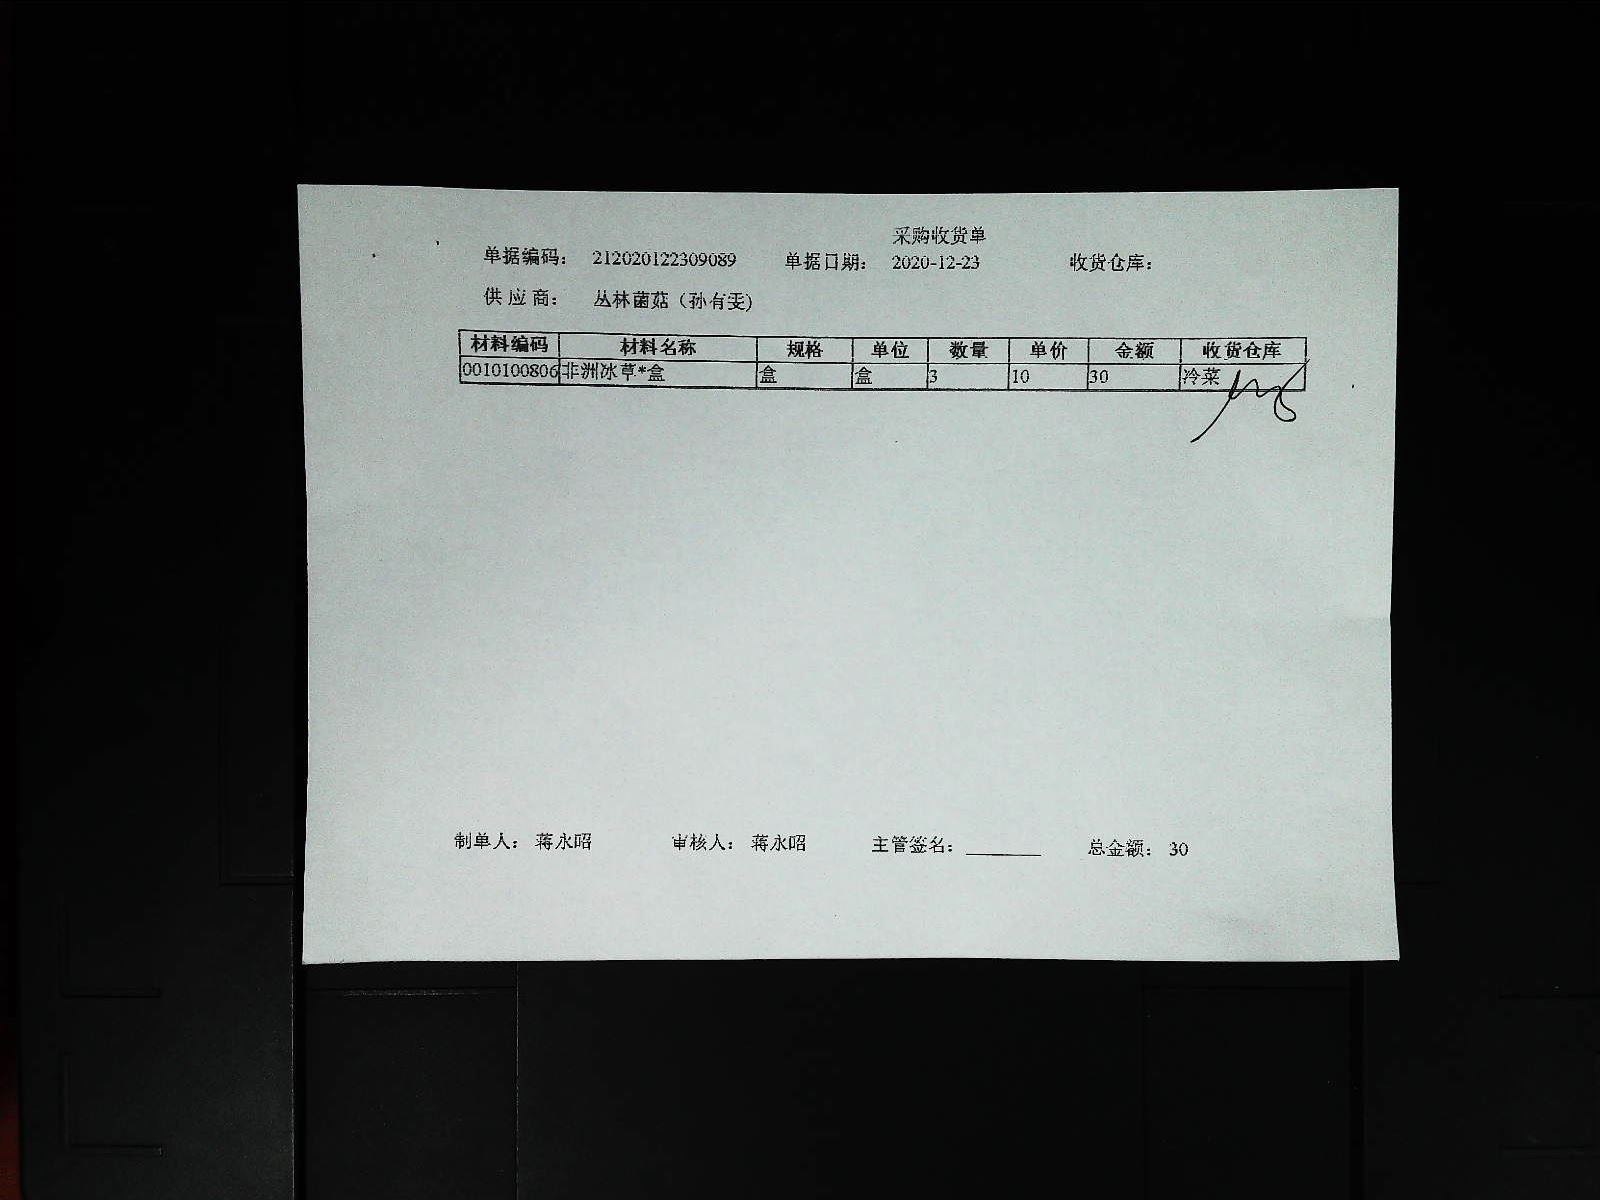 采购收货单
单据编码： 212020122309089 单据日期： 2020-12-23 收货仓库：
供应商： 丛林菌菇（孙有雯)
材料编码 材料名称 规格 单位 数量 单价 金额 收货仓库
0010100806 非洲冰草*盒 盒 盒 3 10 30 冷菜
制单人： 蒋永昭 审核人： 蒋永昭 主管签名： 总金额： 30